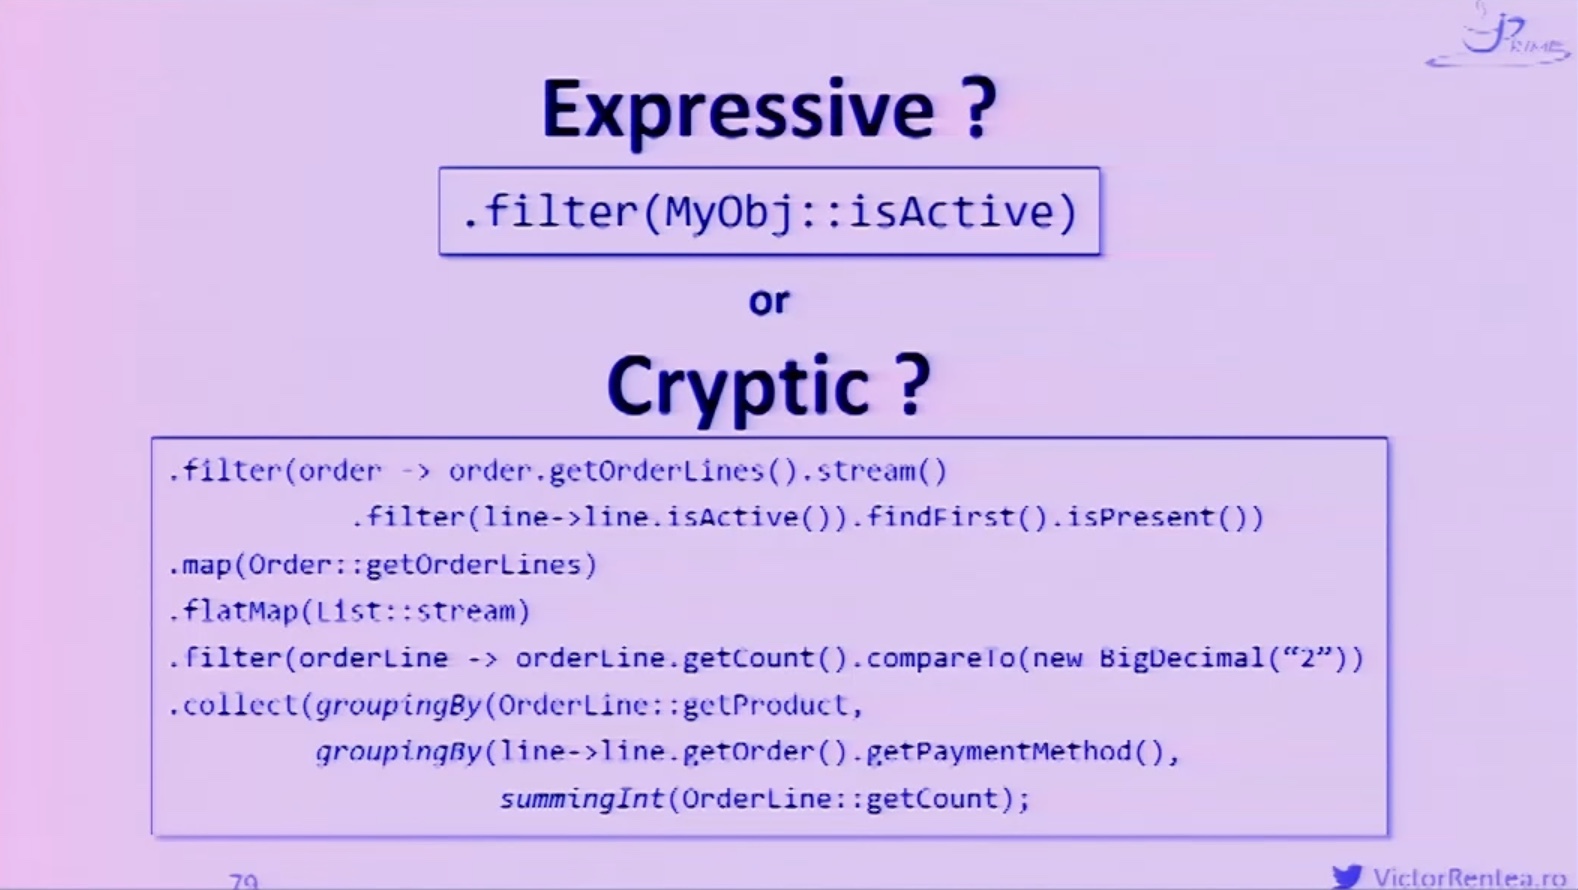 JPRIME
Expressive ?
.filter(MyObj::isActive)
or
Cryptic ?
.filter(order -> order.getOrderLines().stream()
.filter(line->line.isActive()).findFirst().isPresent())
.map(Order::getOrderLines)
.flatMap(List::stream)
.filter(orderLine -> orderLine.getCount().compareTo(new BigDecimal(“2”))
.collect(groupingBy(OrderLine::getProduct,
groupingBy(line->line.getOrder().getPaymentMethod(),
summingInt(OrderLine::getCount);
79
VictorRentea.ro